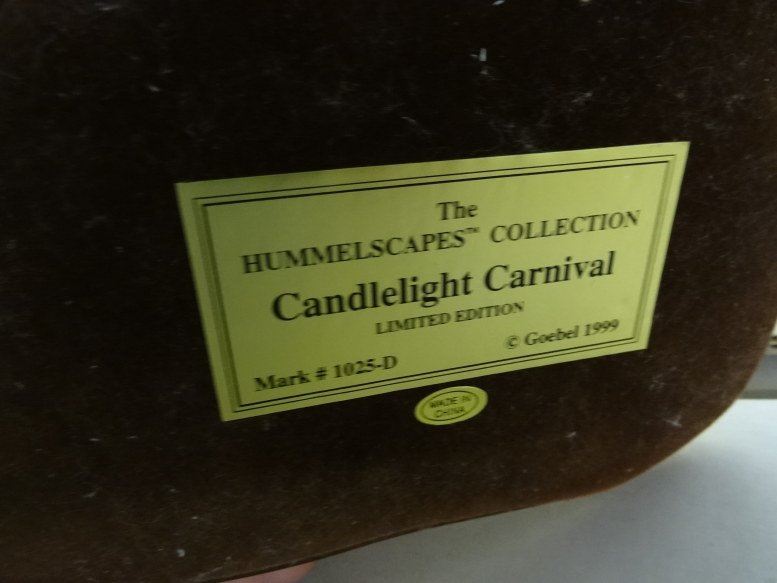 The
HUMMELSCAPES™ COLLECTION
Candlelight Carnival
LIMITED EDITION
© Goebel 1999
Mark # 1025-D
MADE IN
CHINA